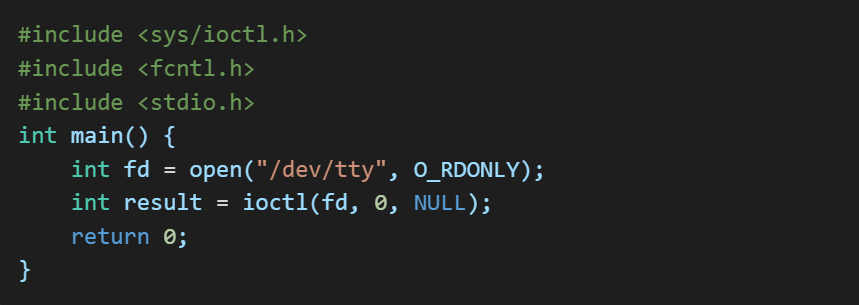 #include <sys/ioctl.h>
#include <fcntl.h>
#include <stdio.h>
int main() {
    int fd = open("/dev/tty", O_RDONLY);
    int result = ioctl(fd, 0, NULL);
    return 0;
}